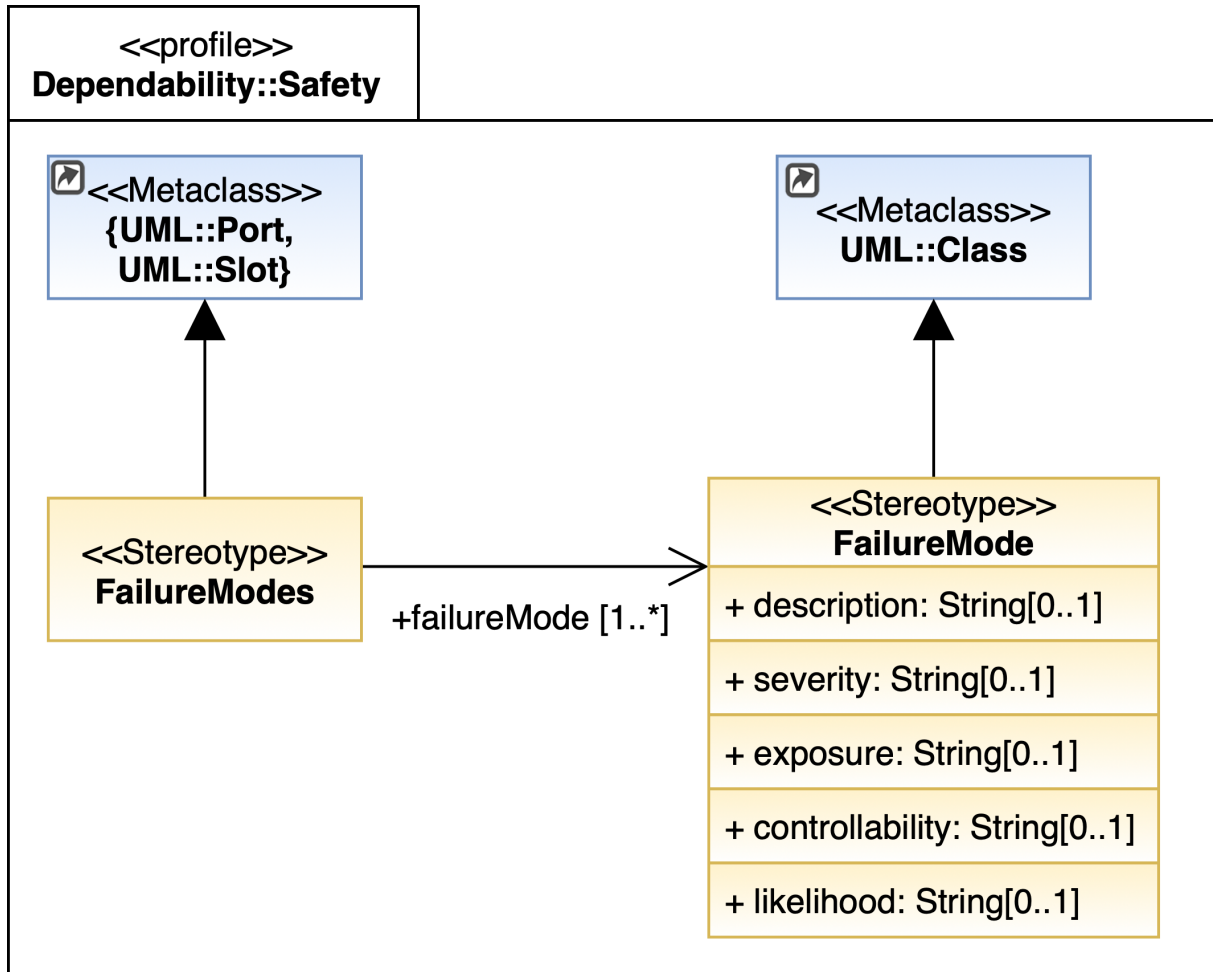 <<profile>>
Dependability::Safety
<<Metaclass>>
{UML::Port,
UML::Slot}
<<Metaclass>>
UML::Class
<<Stereotype>>
FailureModes
+failureMode [1..*]
<<Stereotype>>
FailureMode
+ description: String[0..1]
+ severity: String[0..1]
+ exposure: String[0..1]
+ controllability: String[0..1]
+ likelihood: String[0..1]